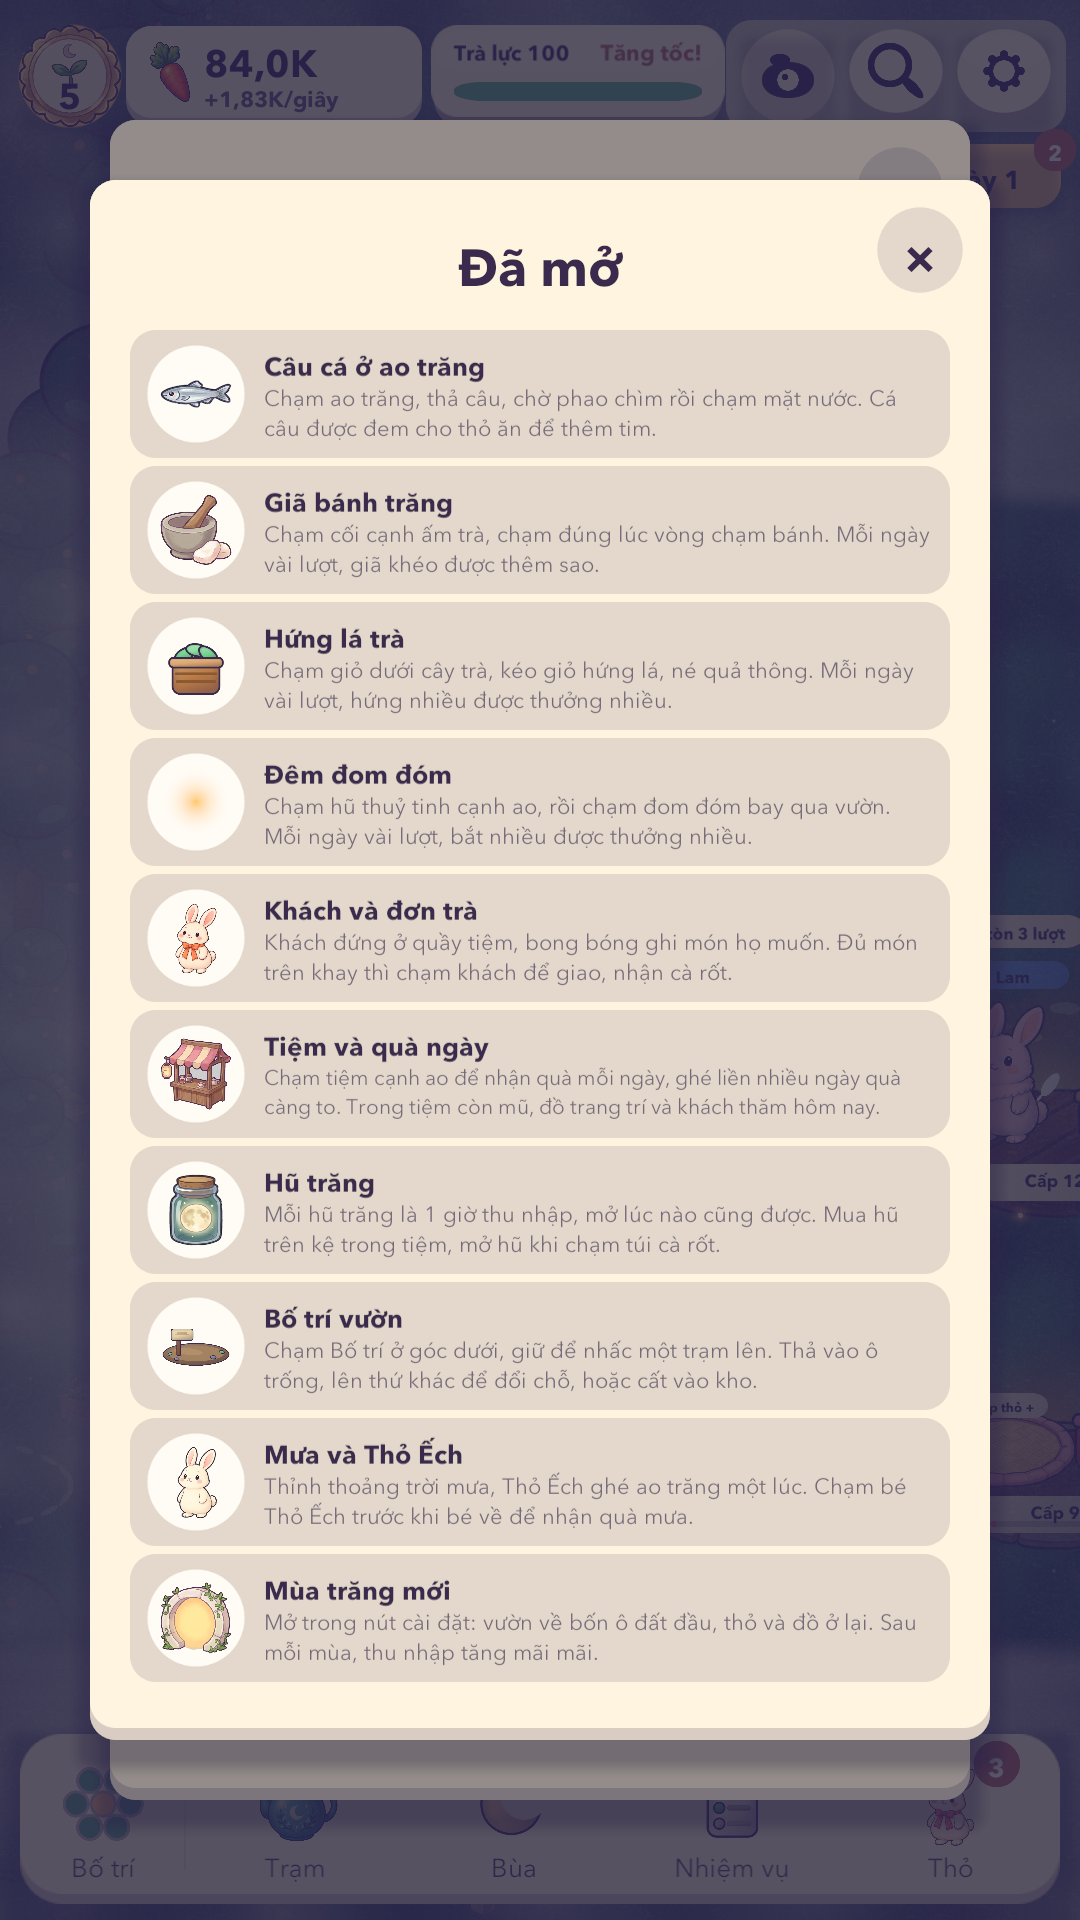 5
84,0K
+1,83K/giây
Trà lực 100
Tăng tốc!
2
1
Đã mở
×
Câu cá ở ao trăng
Chạm ao trăng, thả câu, chờ phao chìm rồi chạm mặt nước. Cá
câu được đem cho thỏ ăn để thêm tim.
Giã bánh trăng
Chạm cối cạnh ấm trà, chạm đúng lúc vòng chạm bánh. Mỗi ngày
vài lượt, giã khéo được thêm sao.
Hứng lá trà
Chạm giỏ dưới cây trà, kéo giỏ hứng lá, né quả thông. Mỗi ngày
vài lượt, hứng nhiều được thưởng nhiều.
Đêm đom đóm
Chạm hũ thuỷ tinh cạnh ao, rồi chạm đom đóm bay qua vườn.
Mỗi ngày vài lượt, bắt nhiều được thưởng nhiều.
Khách và đơn trà
Khách đứng ở quầy tiệm, bong bóng ghi món họ muốn. Đủ món
trên khay thì chạm khách để giao, nhận cà rốt.
còn 3 lượt
Lam
Tiệm và quà ngày
Chạm tiệm cạnh ao để nhận quà mỗi ngày, ghé liền nhiều ngày quà
càng to. Trong tiệm còn mũ, đồ trang trí và khách thăm hôm nay.
Hũ trăng
Mỗi hũ trăng là 1 giờ thu nhập, mở lúc nào cũng được. Mua hũ
trên kệ trong tiệm, mở hũ khi chạm túi cà rốt.
Cấp 12
Bố trí vườn
Chạm Bố trí ở góc dưới, giữ để nhấc một trạm lên. Thả vào ô
trống, lên thứ khác để đổi chỗ, hoặc cất vào kho.
thỏ +
Mưa và Thỏ Ếch
Thỉnh thoảng trời mưa, Thỏ Ếch ghé ao trăng một lúc. Chạm bé
Thỏ Ếch trước khi bé về để nhận quà mưa.
Cấp 9
Mùa trăng mới
Mở trong nút cài đặt: vườn về bốn ô đất đầu, thỏ và đồ ở lại. Sau
mỗi mùa, thu nhập tăng mãi mãi.
3
Bố trí
Trạm
Bùa
Nhiệm vụ
Thỏ